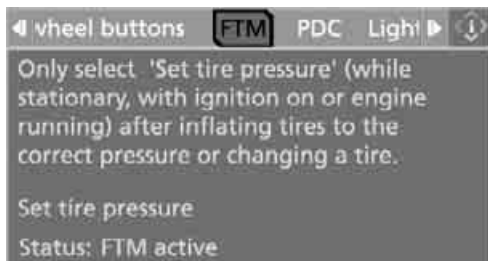 vheel buttons FTM PDC Light
Only select 'Set tire pressure' (while
stationary, with ignition on or engine
running) after inflating tires to the
correct pressure or changing a tire.
Set tire pressure
Status: FTM active